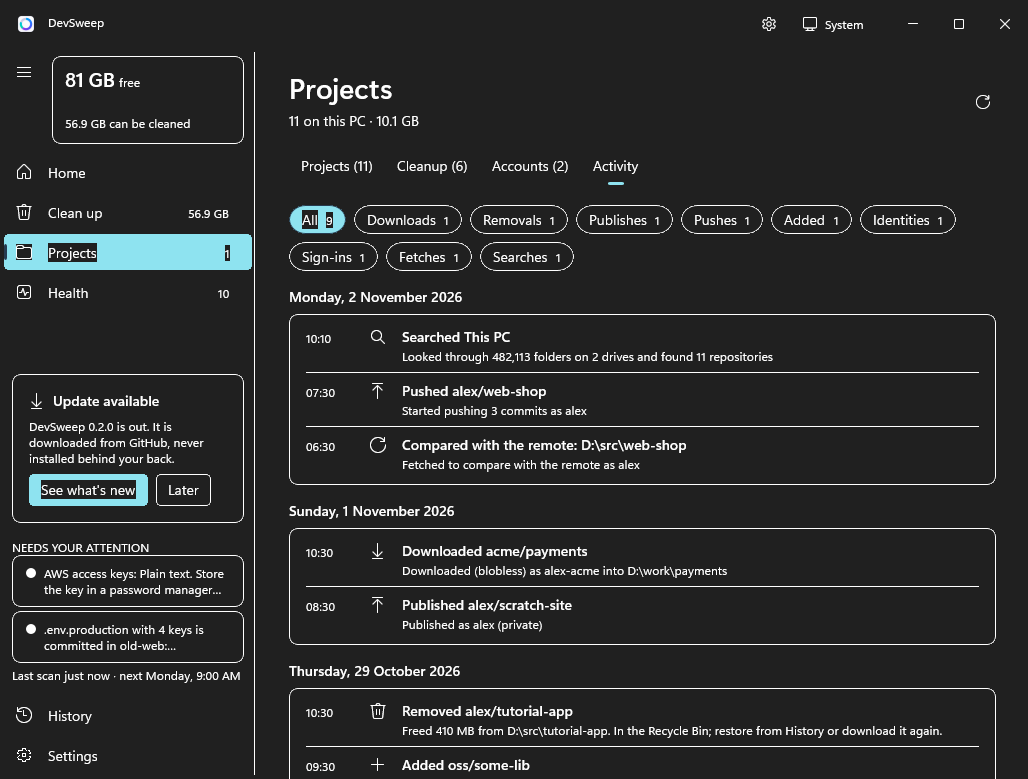 DevSweep
System
81 GB free
56.9 GB can be cleaned
Home
Clean up 56.9 GB
Projects 1
Health 10
Update available
DevSweep 0.2.0 is out. It is
downloaded from GitHub, never
installed behind your back.
See what's new
Later
NEEDS YOUR ATTENTION
AWS access keys: Plain text. Store
the key in a password manager...
.env.production with 4 keys is
committed in old-web:...
Last scan just now · next Monday, 9:00 AM
History
Settings
Projects
11 on this PC · 10.1 GB
Projects (11) Cleanup (6) Accounts (2) Activity
All 9 Downloads 1 Removals 1 Publishes 1 Pushes 1 Added 1 Identities 1
Sign-ins 1 Fetches 1 Searches 1
Monday, 2 November 2026
10:10 Searched This PC
Looked through 482,113 folders on 2 drives and found 11 repositories
07:30 Pushed alex/web-shop
Started pushing 3 commits as alex
06:30 Compared with the remote: D:\src\web-shop
Fetched to compare with the remote as alex
Sunday, 1 November 2026
10:30 Downloaded acme/payments
Downloaded (blobless) as alex-acme into D:\work\payments
08:30 Published alex/scratch-site
Published as alex (private)
Thursday, 29 October 2026
10:30 Removed alex/tutorial-app
Freed 410 MB from D:\src\tutorial-app. In the Recycle Bin; restore from History or download it again.
09:30 Added oss/some-lib